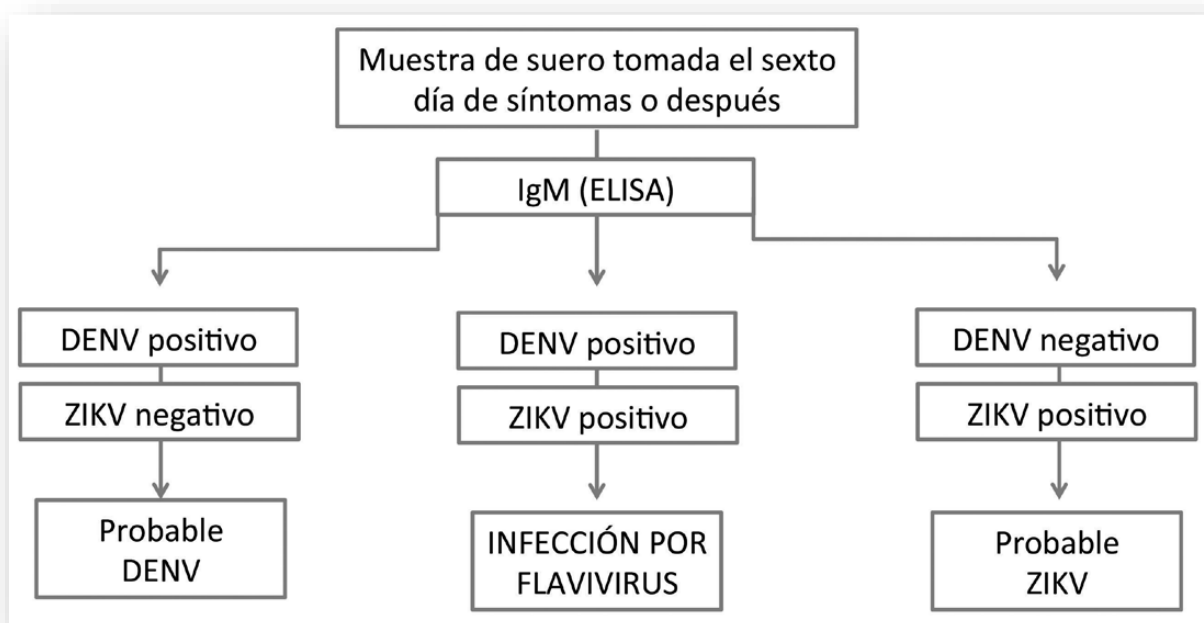 Muestra de suero tomada el sexto
día de síntomas o después
IgM (ELISA)
DENV positivo
ZIKV negativo
Probable
DENV
DENV positivo
ZIKV positivo
INFECCIÓN POR
FLAVIVIRUS
DENV negativo
ZIKV positivo
Probable
ZIKV